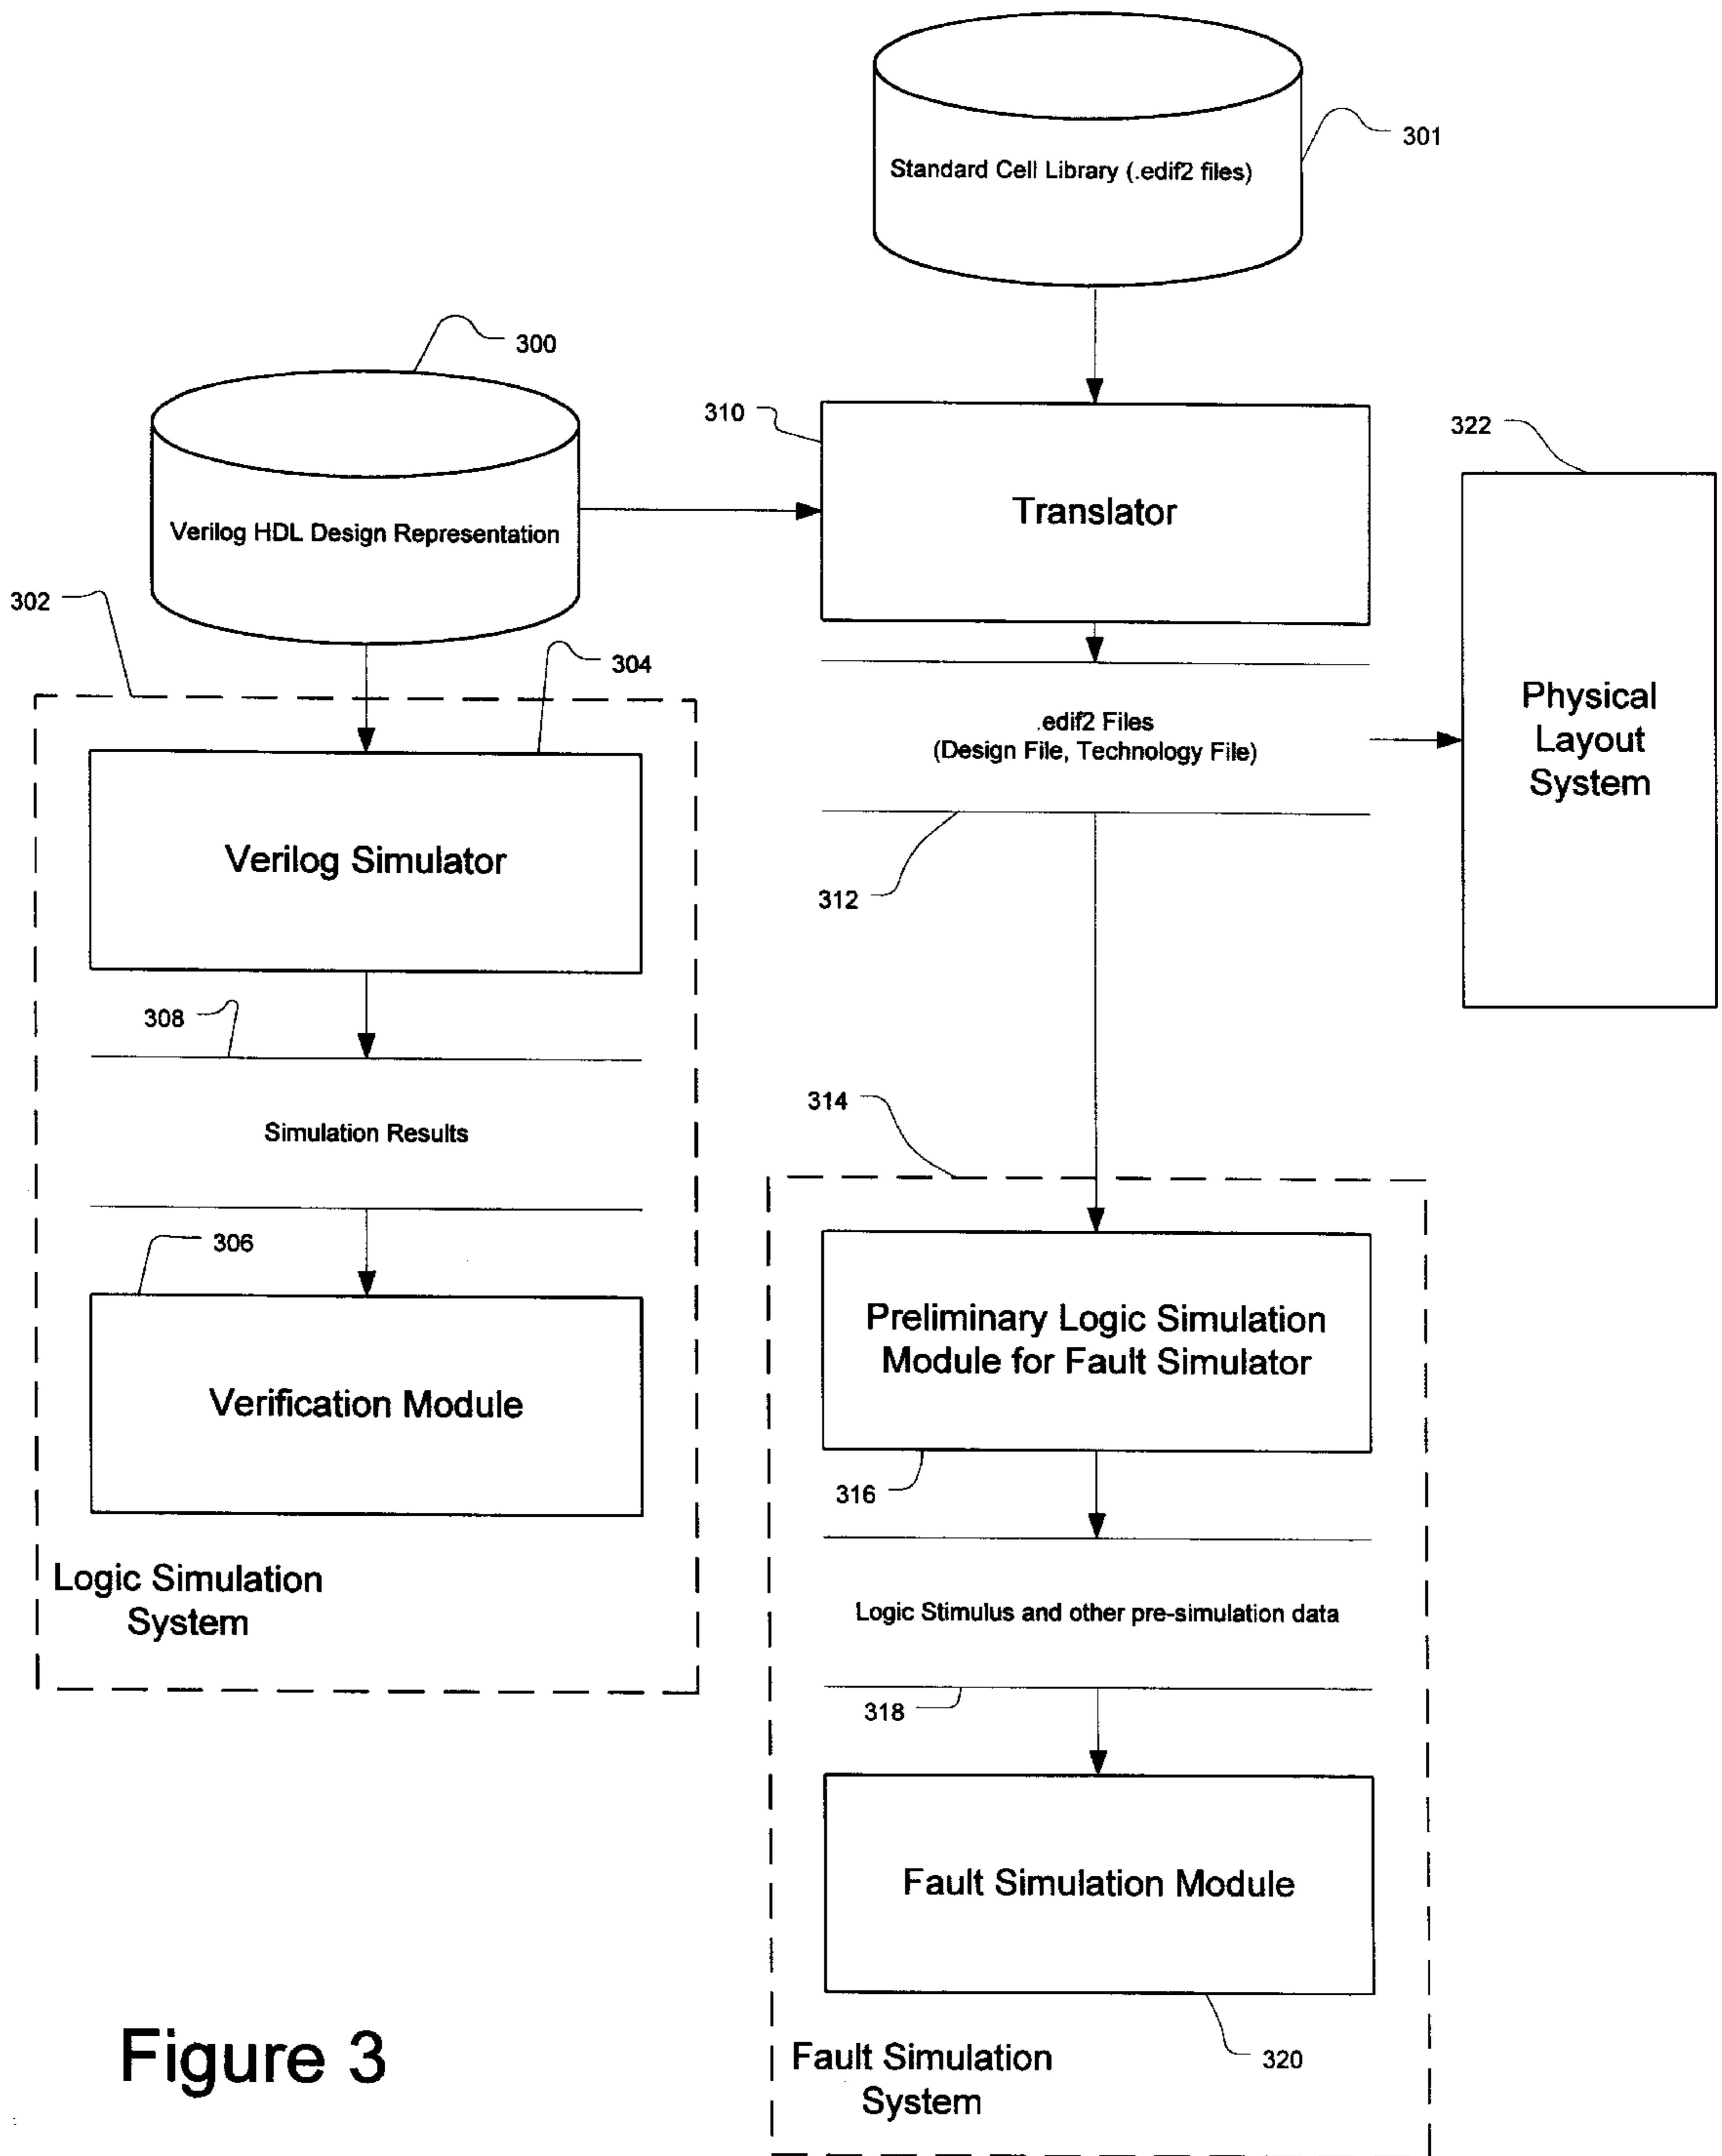 301
Standard Cell Library (.edif2 files)
300
310
322
Translator
Verilog HDL Design Representation
302
304
Physical
Layout
System
.edif2 Files
(Design File, Technology File)
Verilog Simulator
312
308
314
Simulation Results
306
Preliminary Logic Simulation
Module for Fault Simulator
Verification Module
316
Logic Simulation
System
Logic Stimulus and other pre-simulation data
318
Fault Simulation Module
Figure 3
Fault Simulation
System
320